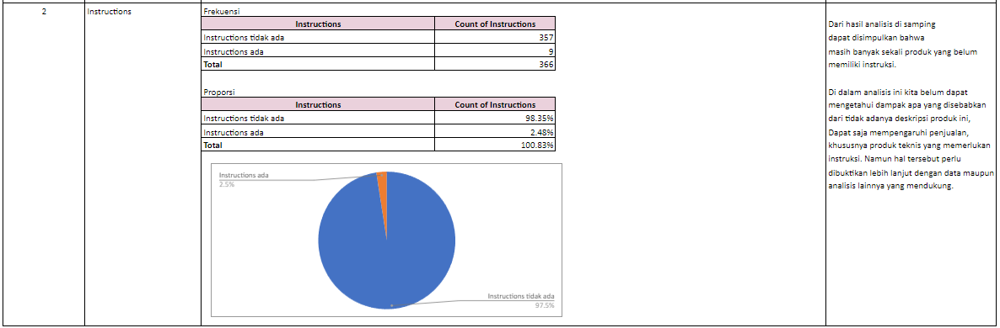 2
Instructions
Frekuensi
Instructions Count of Instructions
Instructions tidak ada 357
Instructions ada 9
Total 366
Proporsi
Instructions Count of Instructions
Instructions tidak ada 98.35%
Instructions ada 2.48%
Total 100.83%
Instructions ada
2.5%
Instructions tidak ada
97.5%
Dari hasil analisis di samping
dapat disimpulkan bahwa
masih banyak sekali produk yang belum
memiliki instruksi.
Di dalam analisis ini kita belum dapat
mengetahui dampak apa yang disebabkan
dari tidak adanya deskripsi produk ini,
Dapat saja mempengaruhi penjualan,
khususnya produk teknis yang memerlukan
instruksi. Namun hal tersebut perlu
dibuktikan lebih lanjut dengan data maupun
analisis lainnya yang mendukung.